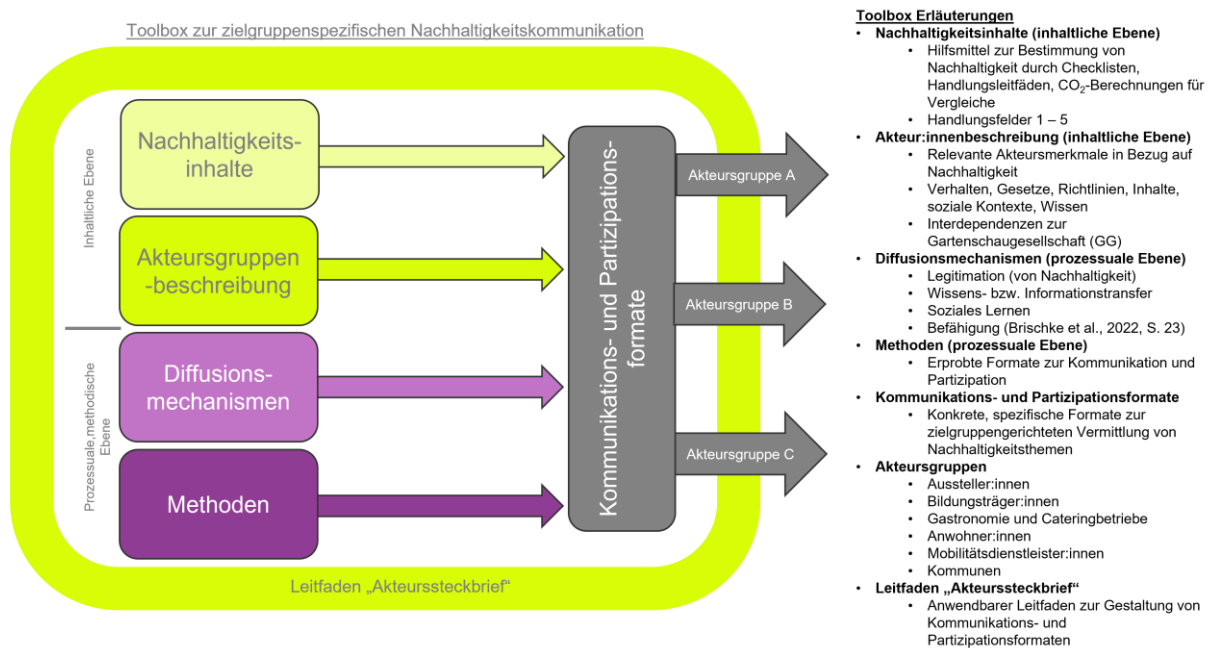 Toolbox zur zielgruppenspezifischen Nachhaltigkeitskommunikation
Inhaltliche Ebene
Prozessuale,methodische
Ebene
Nachhaltigkeits-
inhalte
Akteursgruppen
-beschreibung
Diffusions-
mechanismen
Methoden
Kommunikations- und Partizipations-
formate
Akteursgruppe A
Akteursgruppe B
Akteursgruppe C
Leitfaden „Akteurssteckbrief“
Toolbox Erläuterungen
• Nachhaltigkeitsinhalte (inhaltliche Ebene)
• Hilfsmittel zur Bestimmung von
Nachhaltigkeit durch Checklisten,
Handlungsleitfäden, CO₂-Berechnungen für
Vergleiche
• Handlungsfelder 1 – 5
• Akteur:innenbeschreibung (inhaltliche Ebene)
• Relevante Akteursmerkmale in Bezug auf
Nachhaltigkeit
• Verhalten, Gesetze, Richtlinien, Inhalte,
soziale Kontexte, Wissen
• Interdependenzen zur
Gartenschaugesellschaft (GG)
• Diffusionsmechanismen (prozessuale Ebene)
• Legitimation (von Nachhaltigkeit)
• Wissens- bzw. Informationstransfer
• Soziales Lernen
• Befähigung (Brischke et al., 2022, S. 23)
• Methoden (prozessuale Ebene)
• Erprobte Formate zur Kommunikation und
Partizipation
• Kommunikations- und Partizipationsformate
• Konkrete, spezifische Formate zur
zielgruppengerichteten Vermittlung von
Nachhaltigkeitsthemen
• Akteursgruppen
• Aussteller:innen
• Bildungsträger:innen
• Gastronomie und Cateringbetriebe
• Anwohner:innen
• Mobilitätsdienstleister:innen
• Kommunen
• Leitfaden „Akteurssteckbrief“
• Anwendbarer Leitfaden zur Gestaltung von
Kommunikations- und
Partizipationsformaten